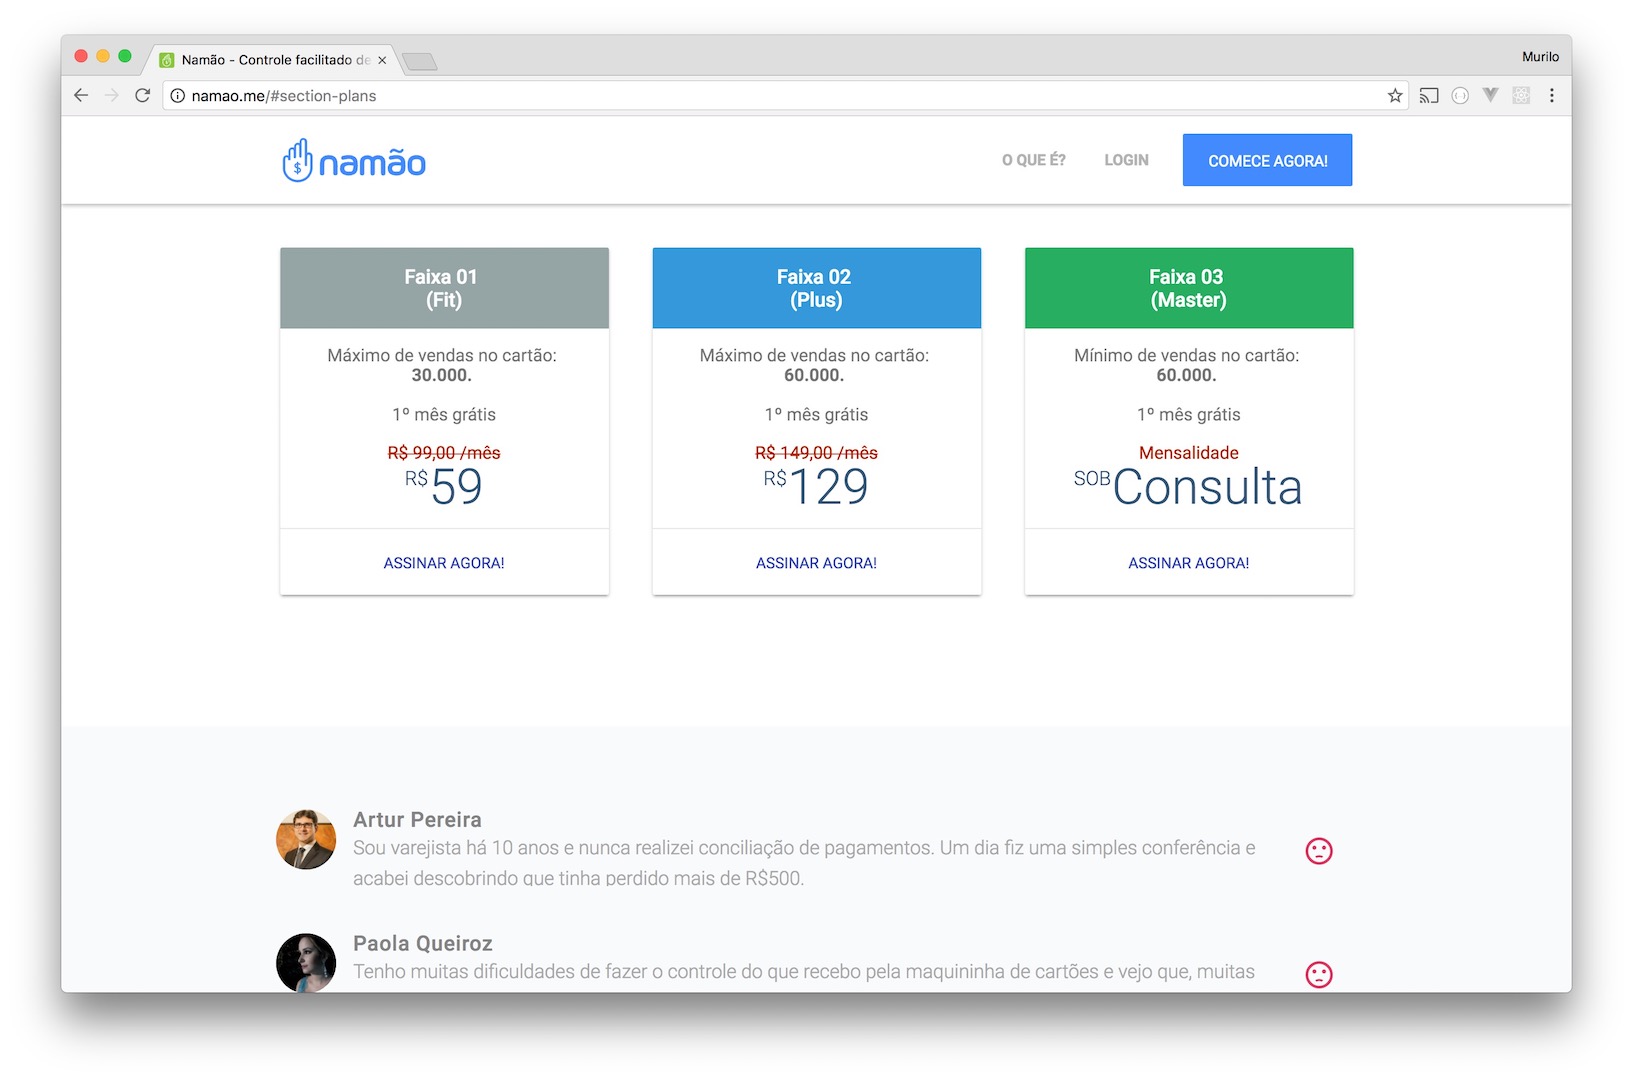 Namão - Controle facilitado de
Murilo
namao.me/#section-plans
$ namão
O QUE É?
LOGIN
COMECE AGORA!
Faixa 01
(Fit)
Máximo de vendas no cartão:
30.000.
1º mês grátis
R$ 99,00 /mês
R$59
ASSINAR AGORA!
Faixa 02
(Plus)
Máximo de vendas no cartão:
60.000.
1º mês grátis
R$ 149,00 /mês
R$129
ASSINAR AGORA!
Faixa 03
(Master)
Mínimo de vendas no cartão:
60.000.
1º mês grátis
Mensalidade
SOB Consulta
ASSINAR AGORA!
Artur Pereira
Sou varejista há 10 anos e nunca realizei conciliação de pagamentos. Um dia fiz uma simples conferência e
acabei descobrindo que tinha perdido mais de R$500.
Paola Queiroz
Tenho muitas dificuldades de fazer o controle do que recebo pela maquininha de cartões e vejo que, muitas